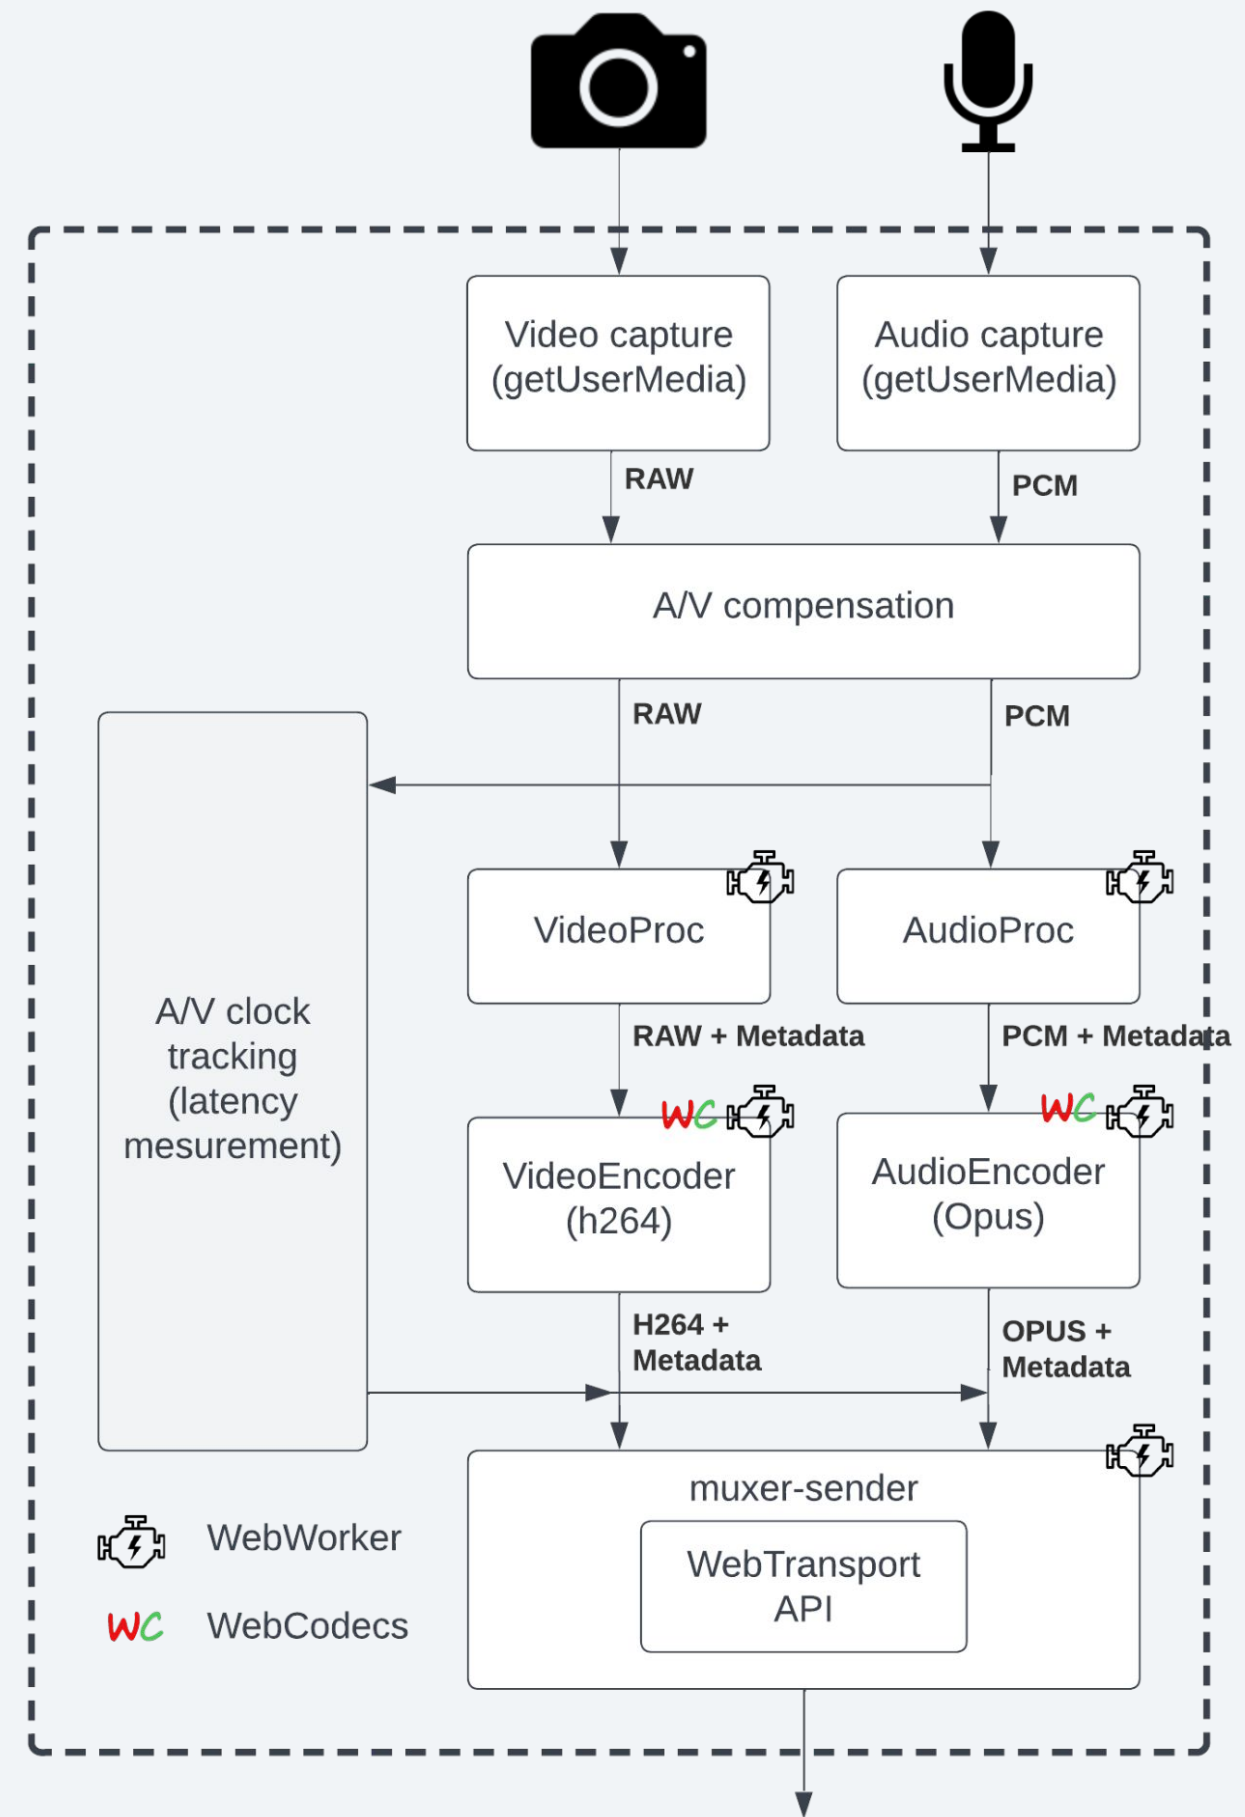 Video capture
(getUserMedia)
Audio capture
(getUserMedia)
RAW
PCM
A/V compensation
RAW
PCM
VideoProc
AudioProc
A/V clock
tracking
(latency
mesurement)
RAW + Metadata
PCM + Metadata
WC
WC
VideoEncoder
(h264)
AudioEncoder
(Opus)
H264 +
Metadata
OPUS +
Metadata
muxer-sender
WebTransport
API
WebWorker
WC WebCodecs